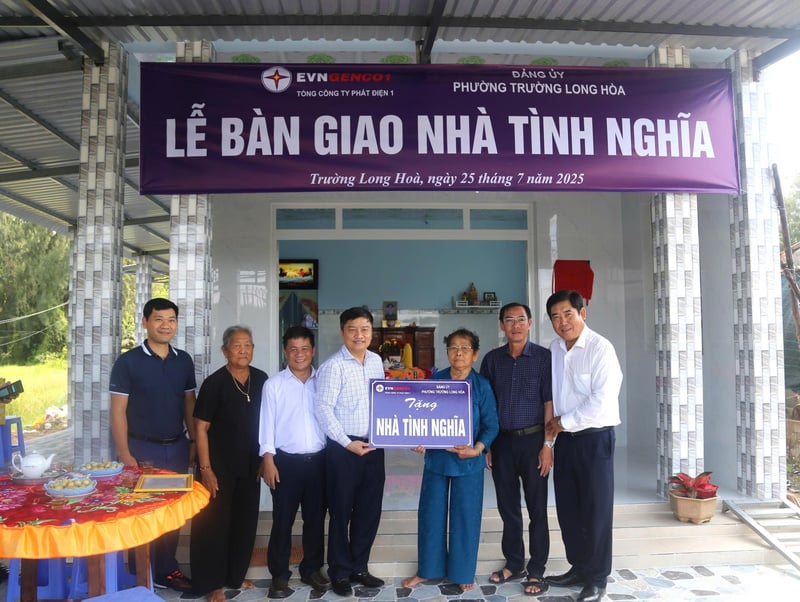 EVNGENCO1
TỔNG CÔNG TY PHÁT ĐIỆN 1
ĐẢNG ỦY
PHƯỜNG TRƯỜNG LONG HÒA
LỄ BÀN GIAO NHÀ TÌNH NGHĨA
Trường Long Hoà, ngày 25 tháng 7 năm 2025
EVNGENCO1
ĐẢNG ỦY
PHƯỜNG TRƯỜNG LONG HÒA
Tặng
NHÀ TÌNH NGHĨA